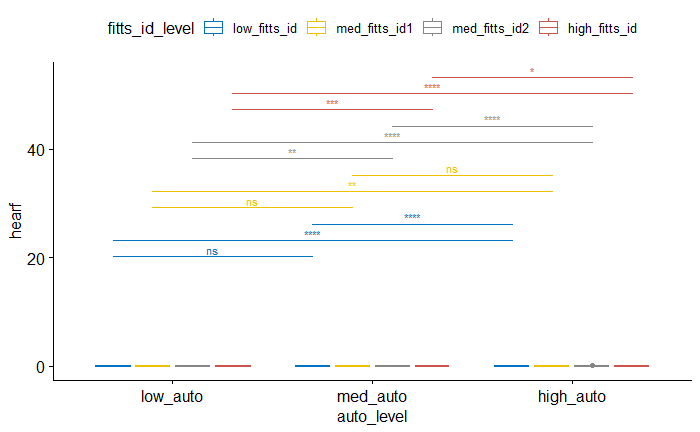 fitts_id_level low_fitts_id med_fitts_id1 med_fitts_id2 high_fitts_id
*
****
***
****
****
**
ns
**
ns
****
****
ns
hearf
40
20
0
low_auto med_auto high_auto
auto_level